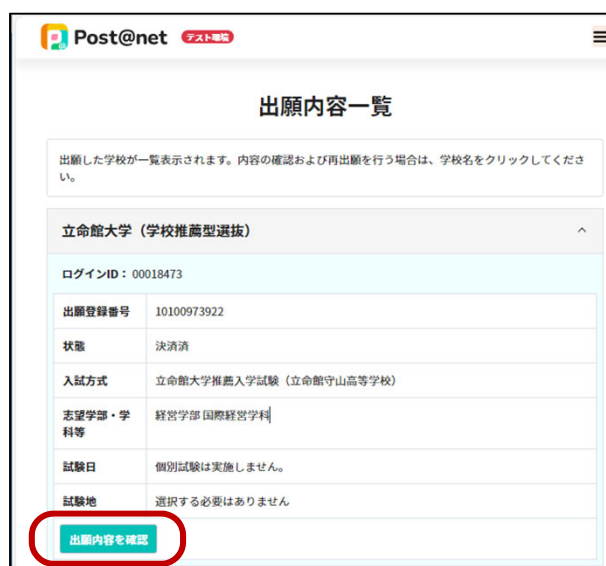 Post@net テスト環境
出願内容一覧
出願した学校が一覧表示されます。内容の確認および再出願を行う場合は、学校名をクリックしてくださ
い。
立命館大学（学校推薦型選抜）
ログインID： 00018473
出願登録番号 10100973922
状態 決済済
入試方式 立命館大学推薦入学試験（立命館守山高等学校）
志望学部・学 経営学部 国際経営学科
科等
試験日 個別試験は実施しません。
試験地 選択する必要はありません
出願内容を確認